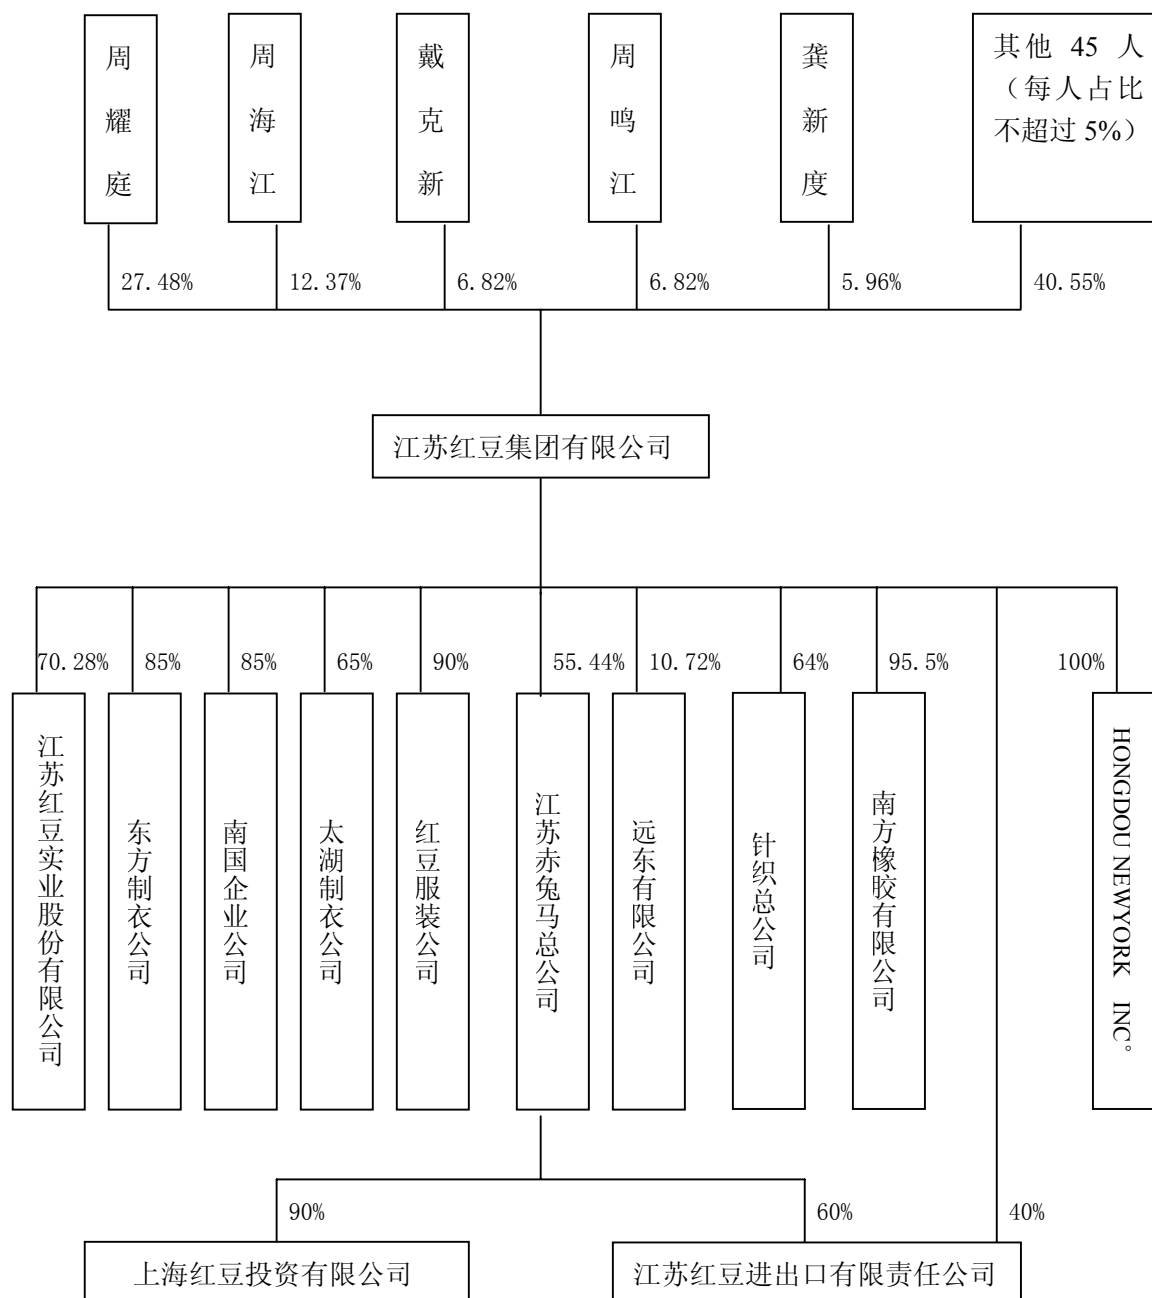 周耀庭
周海江
戴克新
周鸣江
龚新度
其他 45 人
（每人占比
不超过 5%）
27.48%
12.37%
6.82%
6.82%
5.96%
40.55%
江苏红豆集团有限公司
70.28%
85%
85%
65%
90%
55.44%
10.72%
64%
95.5%
100%
江苏红豆实业股份有限公司
东方制衣公司
南国企业公司
太湖制衣公司
红豆服装公司
江苏赤兔马总公司
远东有限公司
针织总公司
南方橡胶有限公司
HONGDOU NEWYORK INC°
90%
60%
40%
上海红豆投资有限公司
江苏红豆进出口有限责任公司